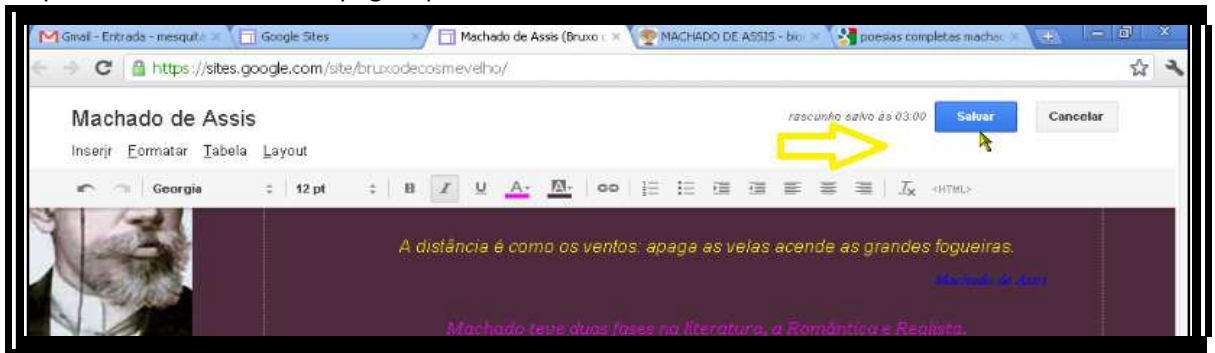 Gmail - Entrada - mesquita
Google Sites
Machado de Assis (Bruxo
MACHADO DE ASSIS - bio
poesias completas machad
https://sites.google.com/site/bruxodecosmevelho/
Machado de Assis
rascunho salvo às 03:00
Salvar
Cancelar
Inserir Formatar Tabela Layout
Georgia 12 pt B I U A A <HTML>
A distância é como os ventos: apaga as velas acende as grandes fogueiras.
Machado de Assis
Machado teve duas fases na literatura, a Romântica e Realista.